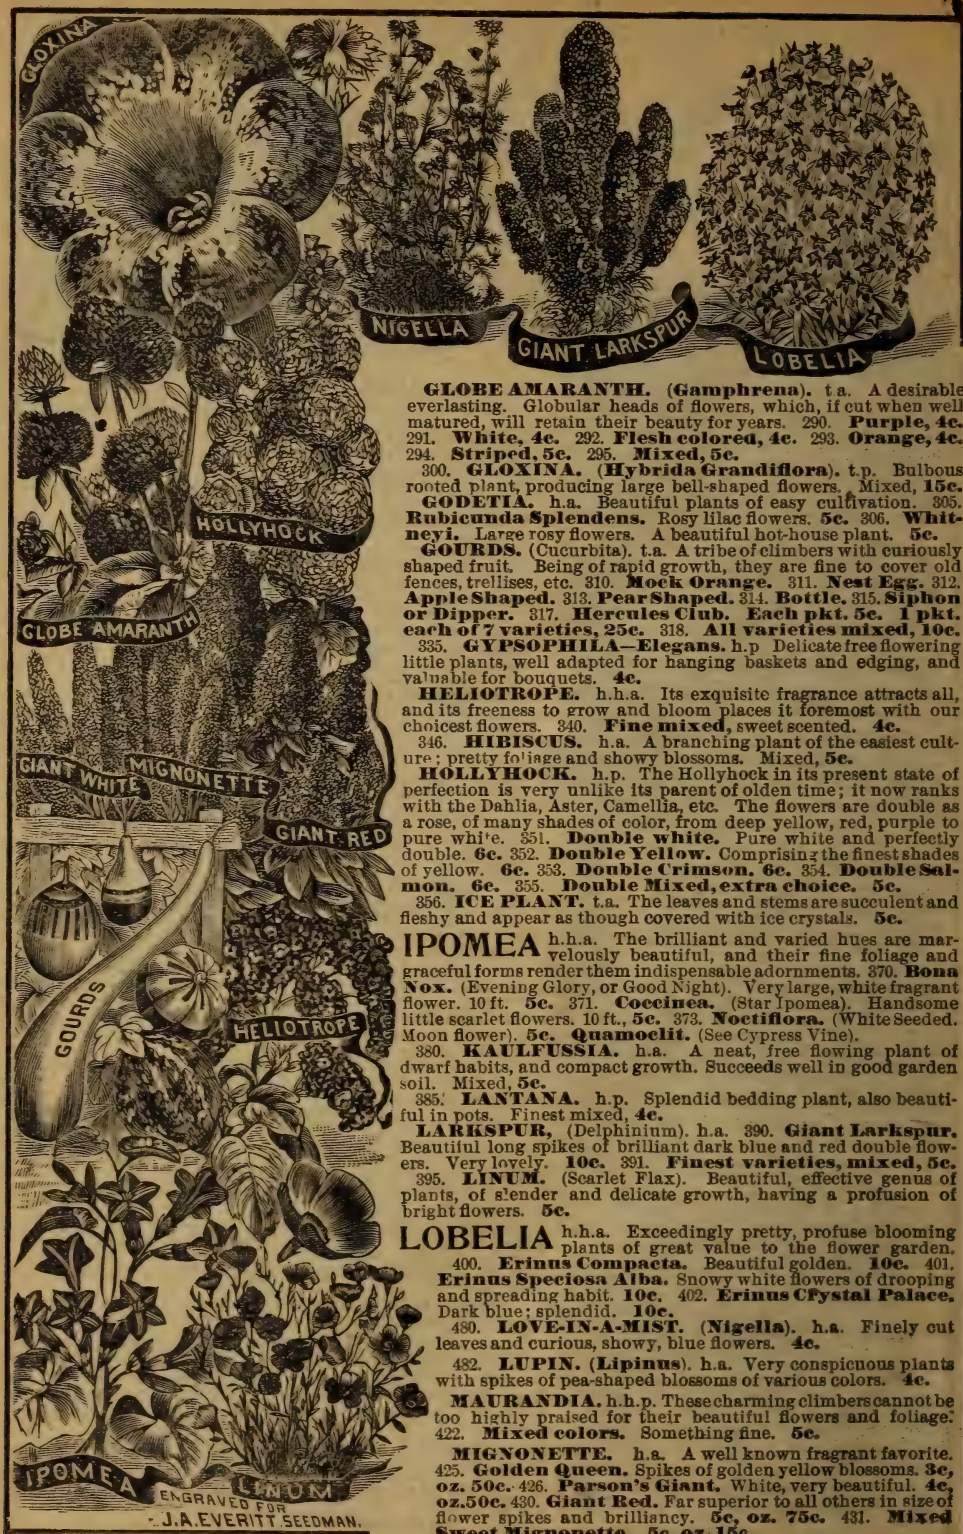 GLOXINA
NIGELLA
GIANT LARKSPUR
LOBELIA
HOLLYHOCK
GLOBE AMARANTH
GIANT WHITE
MIGNONETTE
GIANT RED
GOURDS
HELIOTROPE
IPOMEA
LINUM
ENGRAVED FOR
J.A.EVERITT.SEEDMAN.
GLOBE AMARANTH. (Gamphrena). t a. A desirable
everlasting. Globular heads of flowers, which, if cut when well
matured, will retain their beauty for years. 290. Purple, 4c.
291. White, 4c. 292. Flesh colored, 4c. 293. Orange, 4c.
294. Striped, 5c. 295. Mixed, 5c.
300. GLOXINA. (Hybrida Grandiflora). t.p. Bulbous
rooted plant, producing large bell-shaped flowers. Mixed, 15c.
GODETIA. h.a. Beautiful plants of easy cultivation. 305.
Rubicunda Splendens. Rosy lilac flowers. 5c. 306. Whit-
neyi. Large rosy flowers. A beautiful hot-house plant. 5c.
GOURDS. (Cucurbita). t.a. A tribe of climbers with curiously
shaped fruit. Being of rapid growth, they are fine to cover old
fences, trellises, etc. 310. Mock Orange. 311. Nest Egg. 312.
Apple Shaped. 313. Pear Shaped. 314. Bottle. 315. Siphon
or Dipper. 317. Hercules Club. Each pkt. 5c. 1 pkt.
each of 7 varieties, 25c. 318. All varieties mixed, 10c.
335. GYPSOPHILA—Elegans. h.p Delicate free flowering
little plants, well adapted for hanging baskets and edging, and
valuable for bouquets. 4c.
HELIOTROPE. h.h.a. Its exquisite fragrance attracts all,
and its freeness to grow and bloom places it foremost with our
choicest flowers. 340. Fine mixed, sweet scented. 4c.
346. HIBISCUS. h.a. A branching plant of the easiest cult-
ure; pretty foliage and showy blossoms. Mixed, 5c.
HOLLYHOCK. h.p. The Hollyhock in its present state of
perfection is very unlike its parent of olden time; it now ranks
with the Dahlia, Aster, Camellia, etc. The flowers are double as
a rose, of many shades of color, from deep yellow, red, purple to
pure white. 351. Double white. Pure white and perfectly
double. 6c. 352. Double Yellow. Comprising the finest shades
of yellow. 6c. 353. Double Crimson. 6c. 354. Double Sal-
mon. 6c. 355. Double Mixed, extra choice. 5c.
356. ICE PLANT. t.a. The leaves and stems are succulent and
fleshy and appear as though covered with ice crystals. 5c.
IPOMEA h.h.a. The brilliant and varied hues are mar-
velously beautiful, and their fine foliage and
graceful forms render them indispensable adornments. 370. Bona
Nox. (Evening Glory, or Good Night). Very large, white fragrant
flower. 10 ft. 5c. 371. Coccinea. (Star Ipomea). Handsome
little scarlet flowers. 10 ft., 5c. 373. Noctiflora. (White Seeded.
Moon flower). 5c. Quamoclit. (See Cypress Vine).
380. KAULFUSSIA. h.a. A neat, free flowing plant of
dwarf habits, and compact growth. Succeeds well in good garden
soil. Mixed, 5c.
385. LANTANA. h.p. Splendid bedding plant, also beauti-
ful in pots. Finest mixed, 4c.
LARKSPUR, (Delphinium). h.a. 390. Giant Larkspur.
Beautiful long spikes of brilliant dark blue and red double flow-
ers. Very lovely. 10c. 391. Finest varieties, mixed, 5c.
395. LINUM. (Scarlet Flax). Beautiful, effective genus of
plants, of slender and delicate growth, having a profusion of
bright flowers. 5c.
LOBELIA h.h.a. Exceedingly pretty, profuse blooming
plants of great value to the flower garden.
400. Erinus Compacta. Beautiful golden. 10c. 401.
Erinus Speciosa Alba. Snowy white flowers of drooping
and spreading habit. 10c. 402. Erinus Crystal Palace.
Dark blue; splendid. 10c.
480. LOVE-IN-A-MIST. (Nigella). h.a. Finely cut
leaves and curious, showy, blue flowers. 4c.
482. LUPIN. (Lipinus). h.a. Very conspicuous plants
with spikes of pea-shaped blossoms of various colors. 4c.
MAURANDIA. h.h.p. These charming climbers cannot be
too highly praised for their beautiful flowers and foliage.
422. Mixed colors. Something fine. 5c.
MIGNONETTE. h.a. A well known fragrant favorite.
425. Golden Queen. Spikes of golden yellow blossoms. 3c,
oz. 50c. 426. Parson's Giant. White, very beautiful. 4c,
oz. 50c. 430. Giant Red. Far superior to all others in size of
flower spikes and brilliancy. 5c, oz. 75c. 431. Mixed
Sweet Mignonette. 5c, oz. 15c.